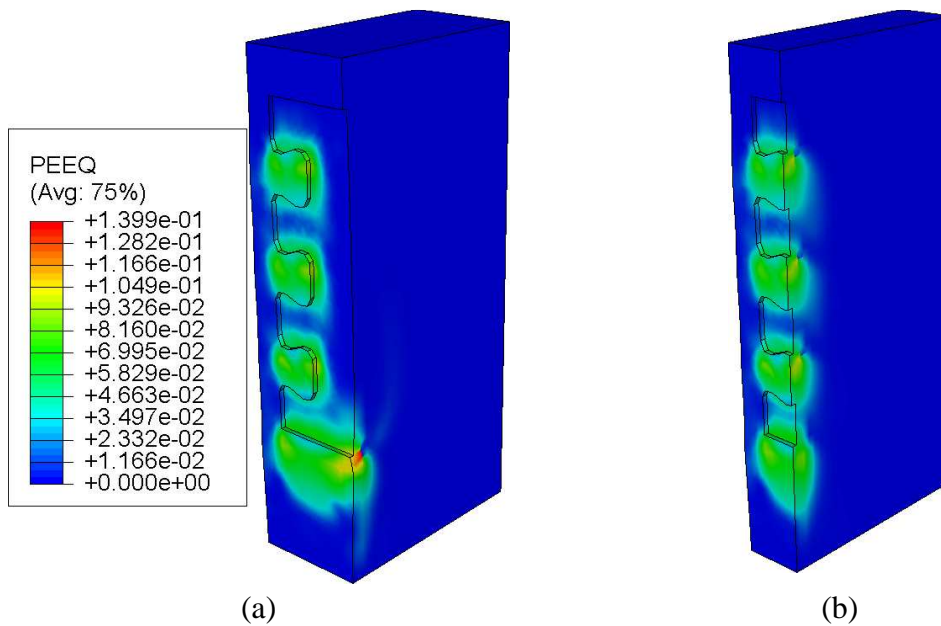 PEEQ
(Avg: 75%)
+1.399e-01
+1.282e-01
+1.166e-01
+1.049e-01
+9.326e-02
+8.160e-02
+6.995e-02
+5.829e-02
+4.663e-02
+3.497e-02
+2.332e-02
+1.166e-02
+0.000e+00
(a)
(b)